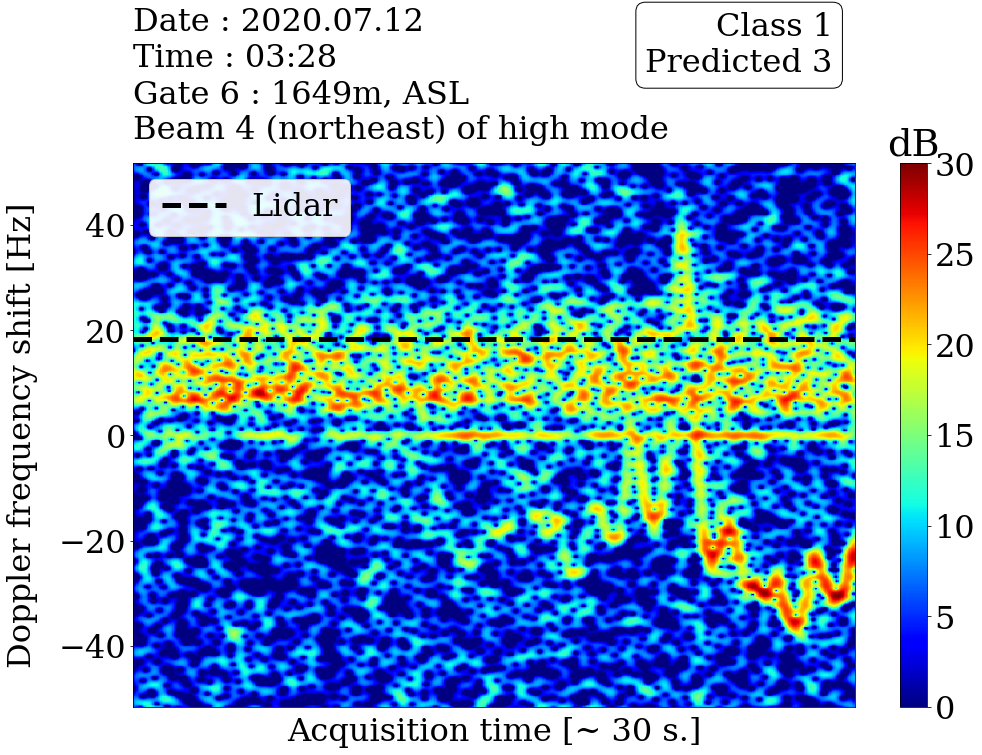 Date : 2020.07.12
Time : 03:28
Gate 6 : 1649m, ASL
Beam 4 (northeast) of high mode
Class 1
Predicted 3
dB
Lidar
Doppler frequency shift [Hz]
40
20
0
−20
−40
30
25
20
15
10
5
0
Acquisition time [~ 30 s.]